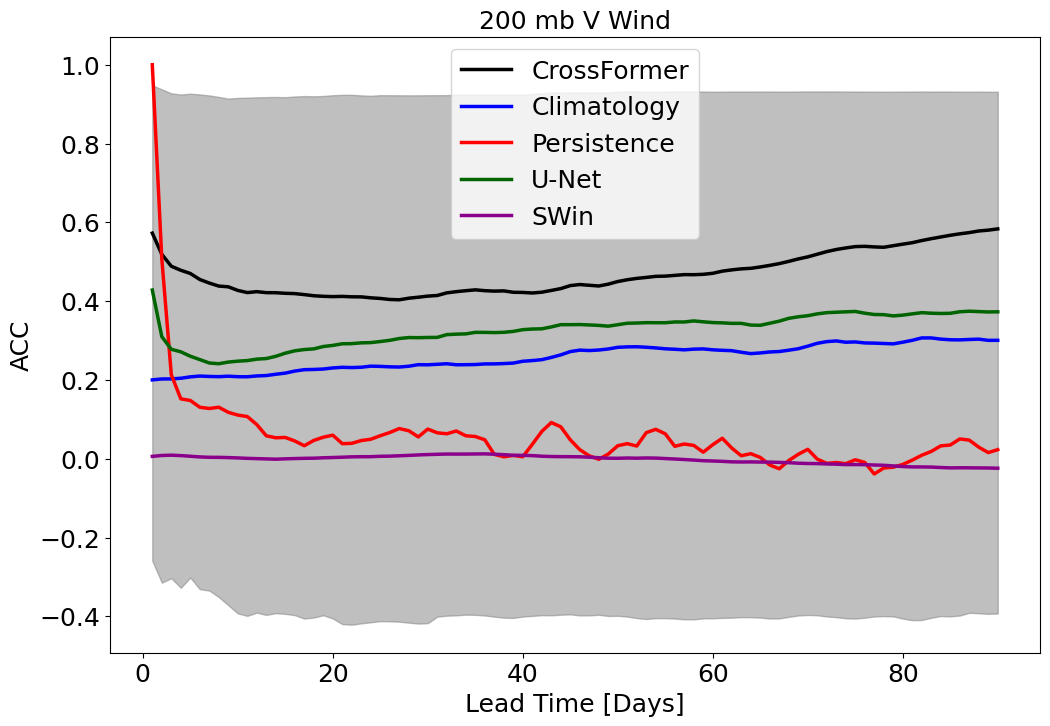 200 mb V Wind
CrossFormer
Climatology
Persistence
U-Net
SWin
1.0
0.8
0.6
0.4
0.2
0.0
−0.2
−0.4
ACC
0 20 40 60 80
Lead Time [Days]